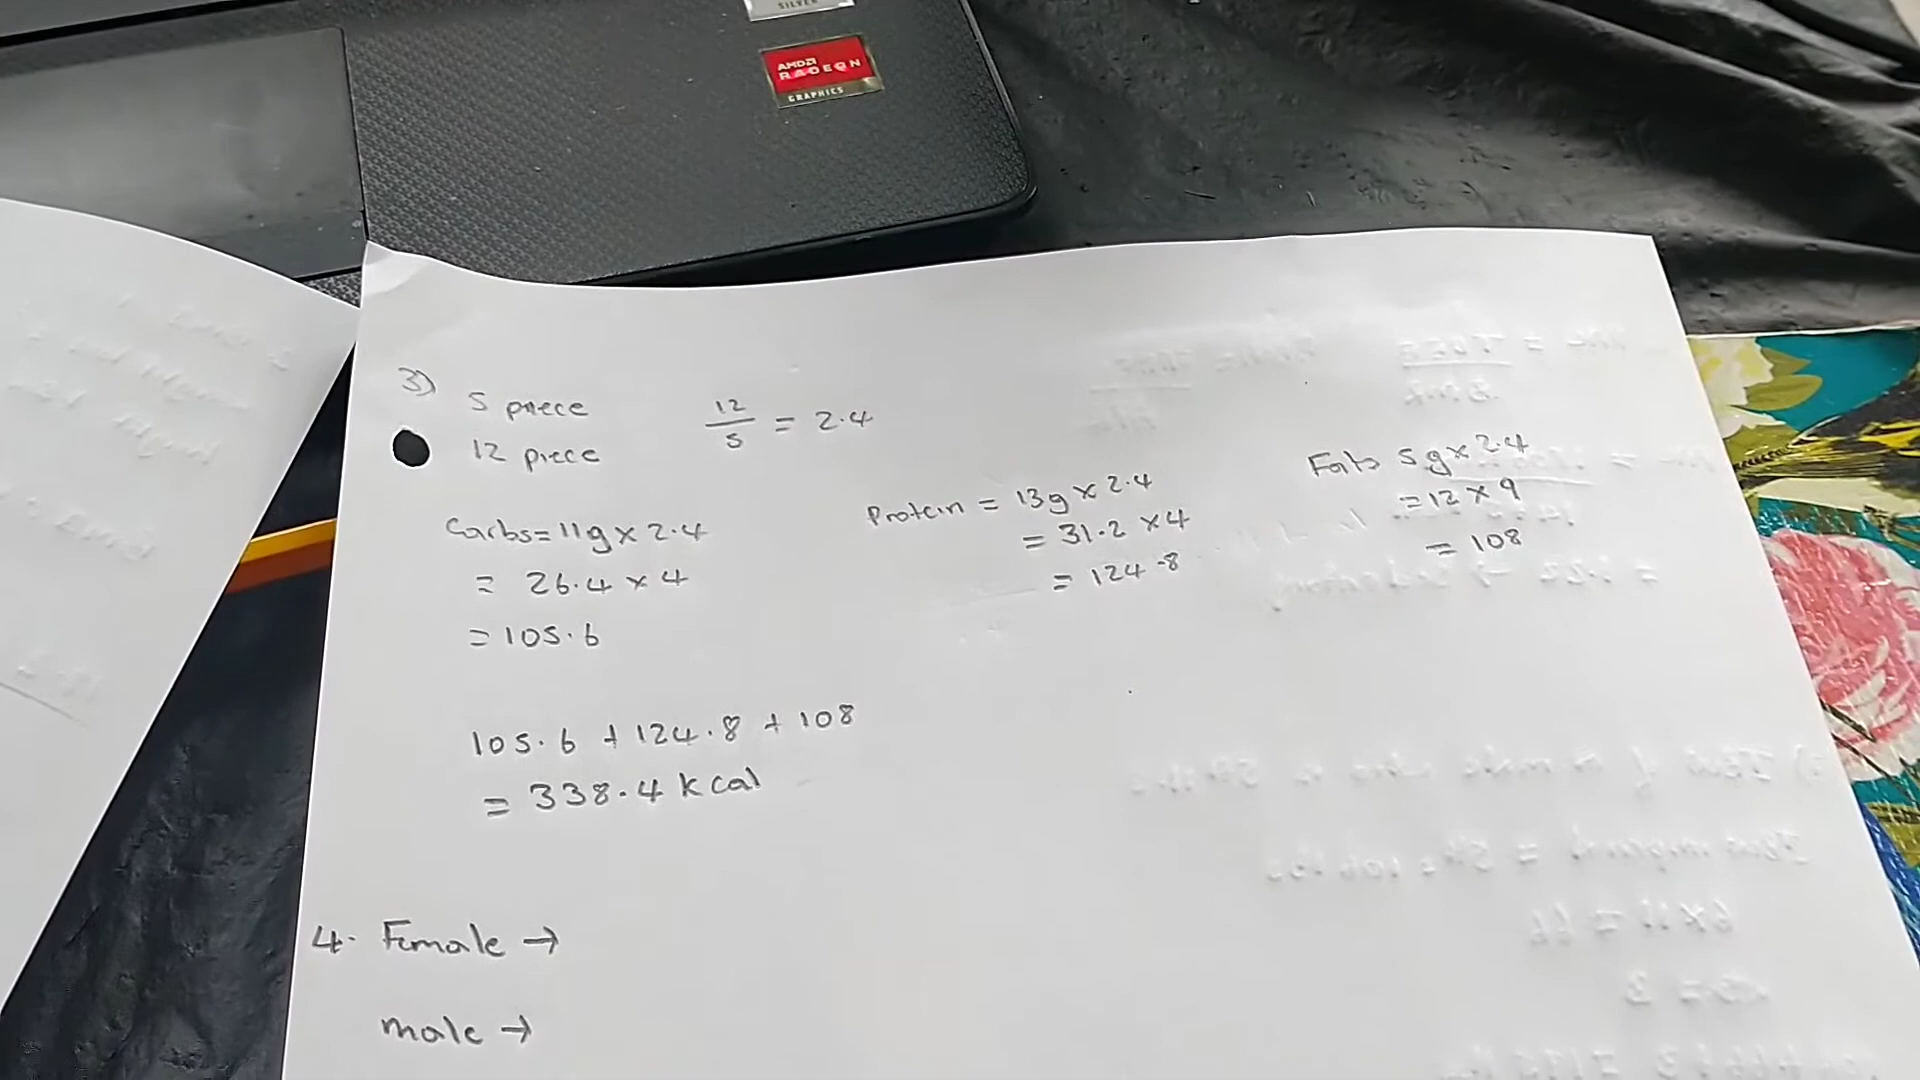 SILVER
AMD
RADEON
GRAPHICS
3)
5 piece
12 piece
12/5 = 2.4
Carbs = 11g x 2.4
= 26.4 x 4
= 105.6
Protein = 13g x 2.4
= 31.2 x 4
= 124.8
Fats 5g x 2.4
= 12 x 9
= 108
105.6 + 124.8 + 108
= 338.4 kcal
4. Female →
male →